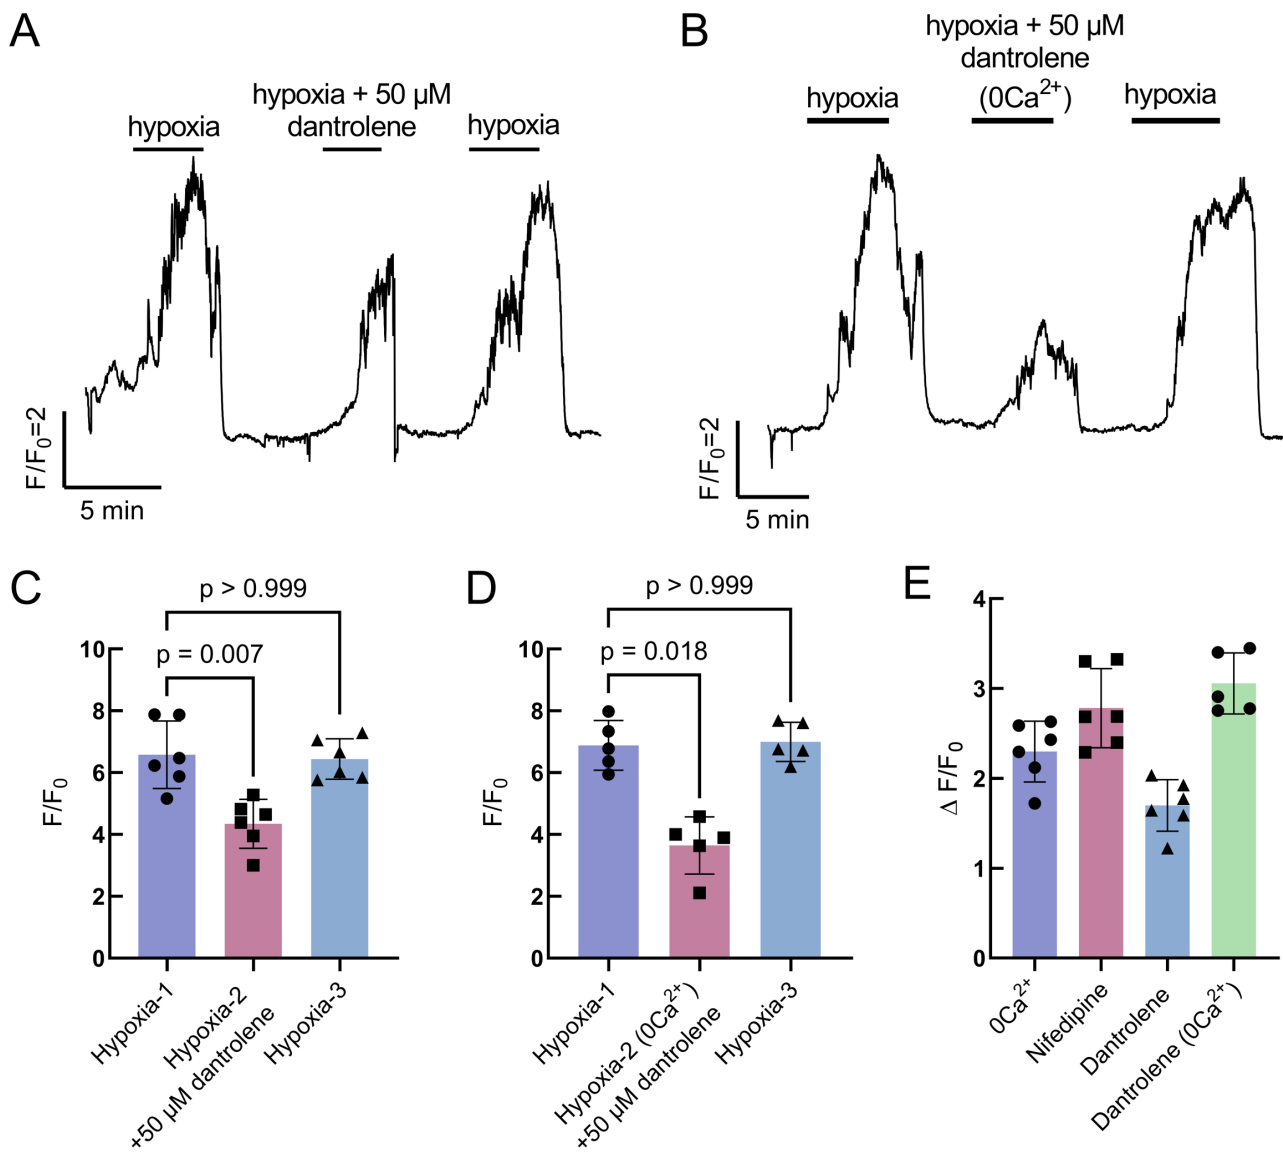 A
hypoxia
hypoxia + 50 µM
dantrolene
hypoxia
F/F₀=2
5 min
B
hypoxia
hypoxia + 50 µM
dantrolene
(0Ca²⁺)
hypoxia
F/F₀=2
5 min
C
p > 0.999
p = 0.007
F/F₀
10
8
6
4
2
0
Hypoxia-1
Hypoxia-2
+50 µM dantrolene
Hypoxia-3
D
p > 0.999
p = 0.018
F/F₀
10
8
6
4
2
0
Hypoxia-1
Hypoxia-2 (0Ca²⁺)
+50 µM dantrolene
Hypoxia-3
E
Δ F/F₀
4
3
2
1
0
0Ca²⁺
Nifedipine
Dantrolene
Dantrolene (0Ca²⁺)